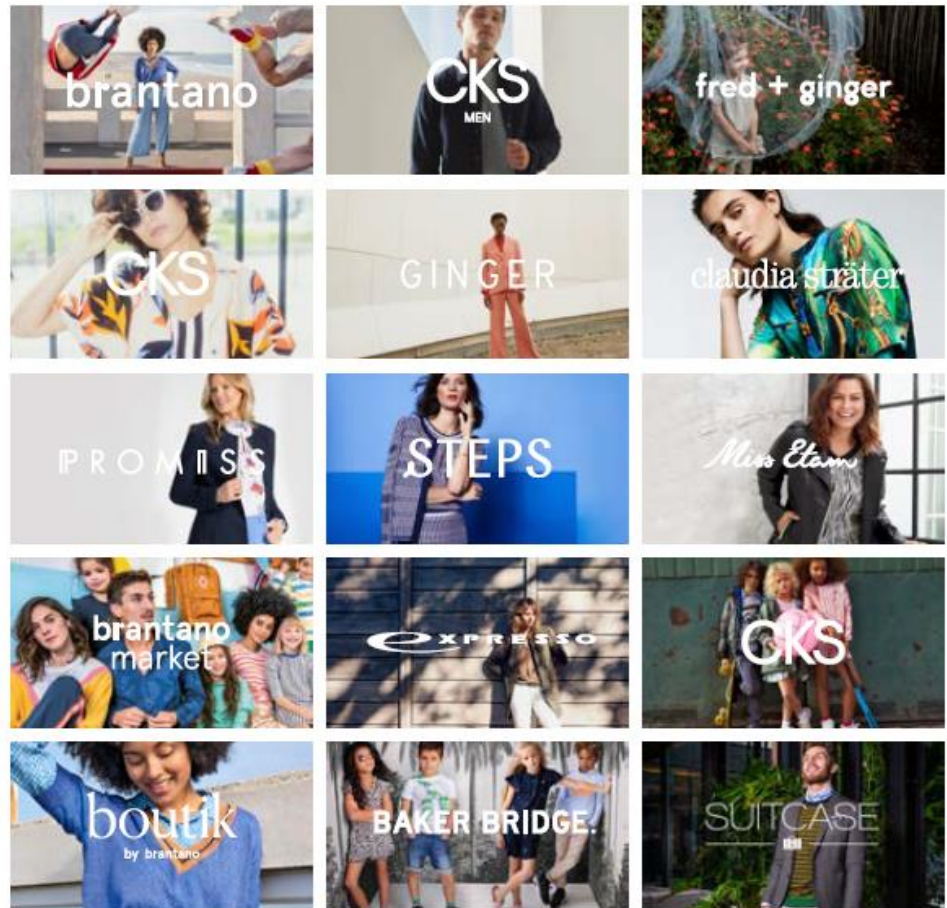 brantano
CKS
MEN
fred + ginger
CKS
GINGER
claudia sträter
PROMISS
STEPS
Miss Etam
brantano
market
expresso
CKS
boutik
by brantano
BAKER BRIDGE.
SUITCASE